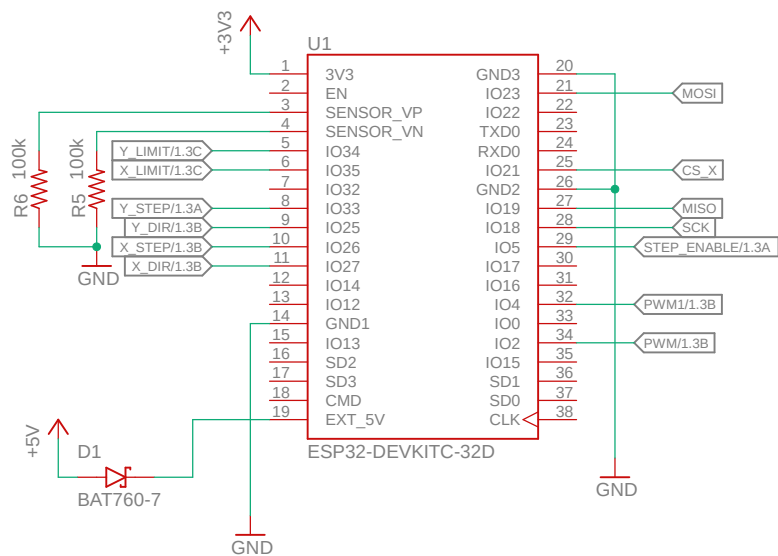 +3V3
U1
1 3V3 GND3 20
2 EN IO23 21 MOSI
3 SENSOR_VP IO22 22
4 SENSOR_VN TXD0 23
Y_LIMIT/1.3C 5 IO34 RXD0 24
X_LIMIT/1.3C 6 IO35 IO21 25 CS_X
7 IO32 GND2 26
Y_STEP/1.3A 8 IO33 IO19 27 MISO
Y_DIR/1.3B 9 IO25 IO18 28 SCK
X_STEP/1.3B 10 IO26 IO5 29 STEP_ENABLE/1.3A
X_DIR/1.3B 11 IO27 IO17 30
12 IO14 IO16 31
13 IO12 IO4 32 PWM1/1.3B
14 GND1 IO0 33
15 IO13 IO2 34 PWM/1.3B
16 SD2 IO15 35
17 SD3 SD1 36
18 CMD SD0 37
19 EXT_5V CLK 38
ESP32-DEVKITC-32D
R6 100k
R5 100k
GND
+5V
D1
BAT760-7
GND
GND